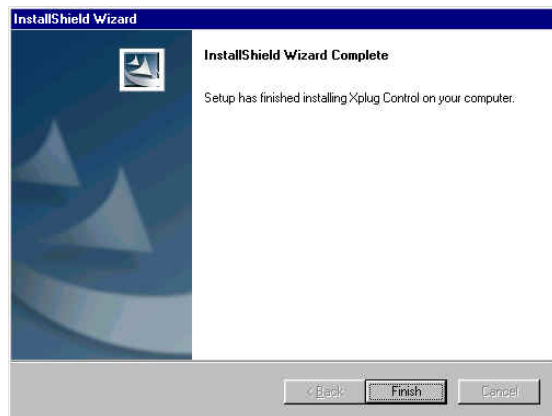 InstallShield Wizard
InstallShield Wizard Complete
Setup has finished installing Xplug Control on your computer.
< Back
Finish
Cancel